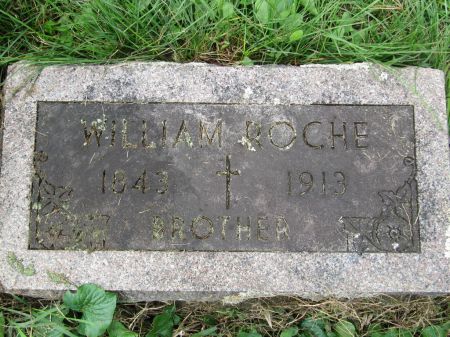 WILLIAM ROCHE
1843 1913
BROTHER